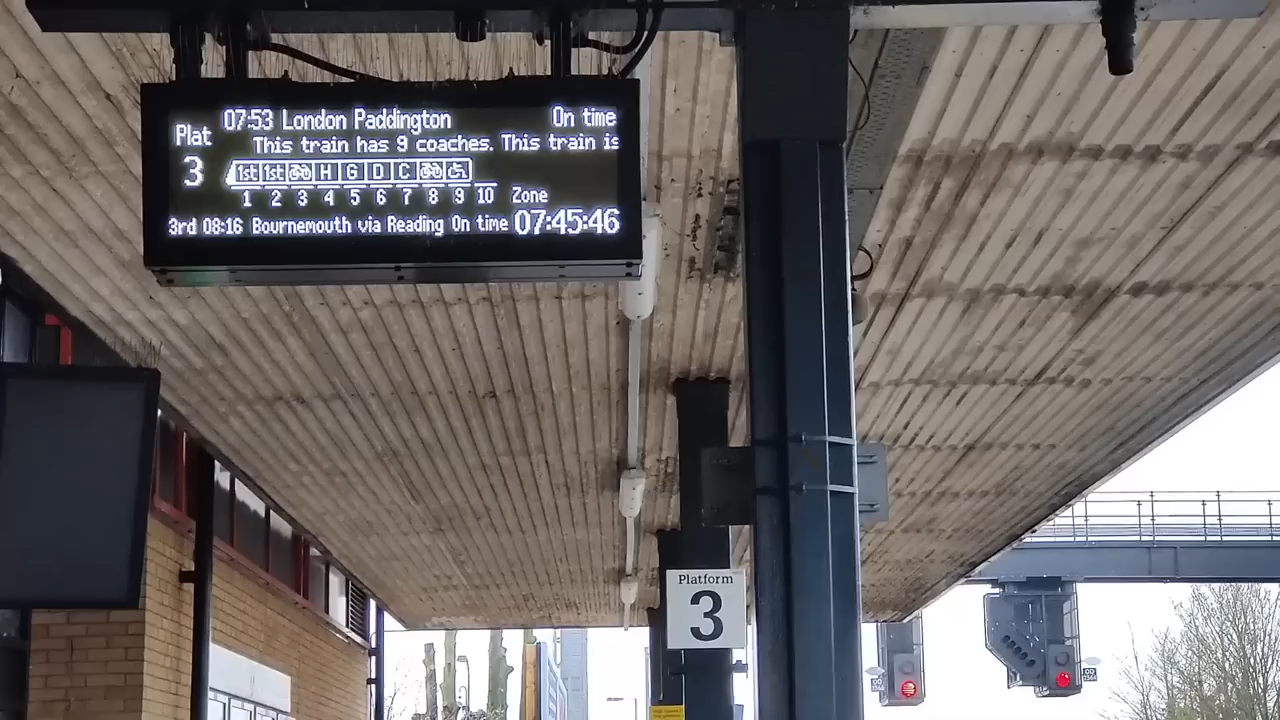 07:53 London Paddington On time
Plat
3
This train has 9 coaches. This train is
1st 1st H G D C
1 2 3 4 5 6 7 8 9 10 Zone
3rd 08:16 Bournemouth via Reading On time 07:45:46
Platform
3